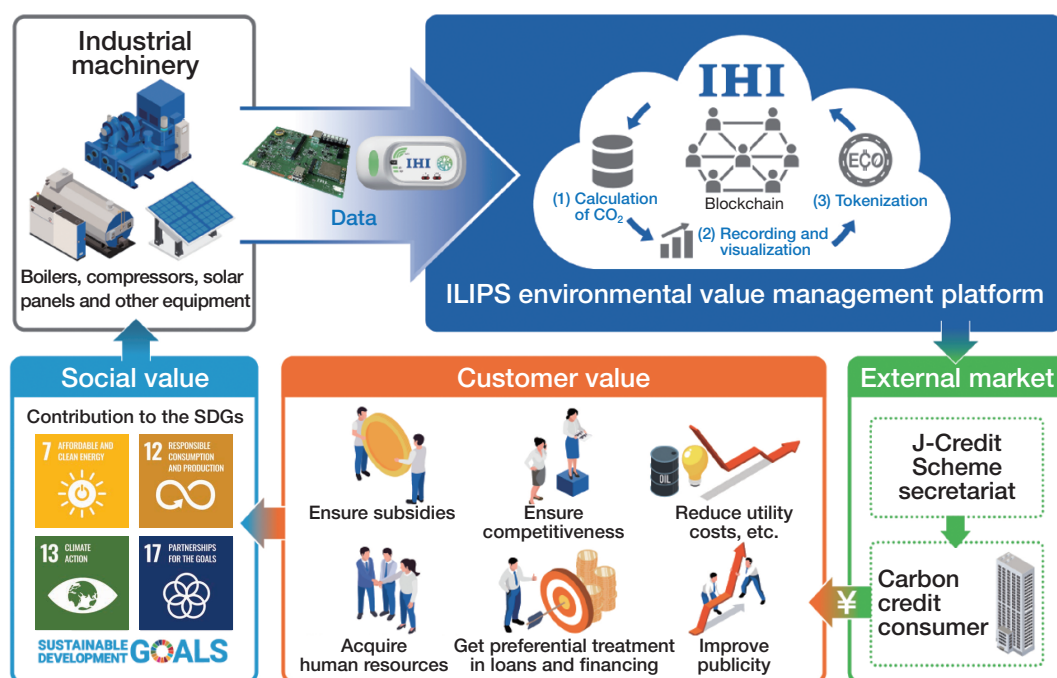 Industrial
machinery
Boilers, compressors, solar
panels and other equipment
IHI
Data
IHI
Blockchain
ECO
(1) Calculation
of CO₂
(2) Recording and
visualization
(3) Tokenization
ILIPS environmental value management platform
Social value
Contribution to the SDGs
7 AFFORDABLE AND
CLEAN ENERGY
12 RESPONSIBLE
CONSUMPTION
AND PRODUCTION
13 CLIMATE
ACTION
17 PARTNERSHIPS
FOR THE GOALS
SUSTAINABLE
DEVELOPMENT
GOALS
Customer value
Ensure subsidies
Ensure
competitiveness
OIL
Reduce utility
costs, etc.
Acquire
human resources
Get preferential treatment
in loans and financing
Improve
publicity
External market
J-Credit
Scheme
secretariat
Carbon
credit
consumer
¥